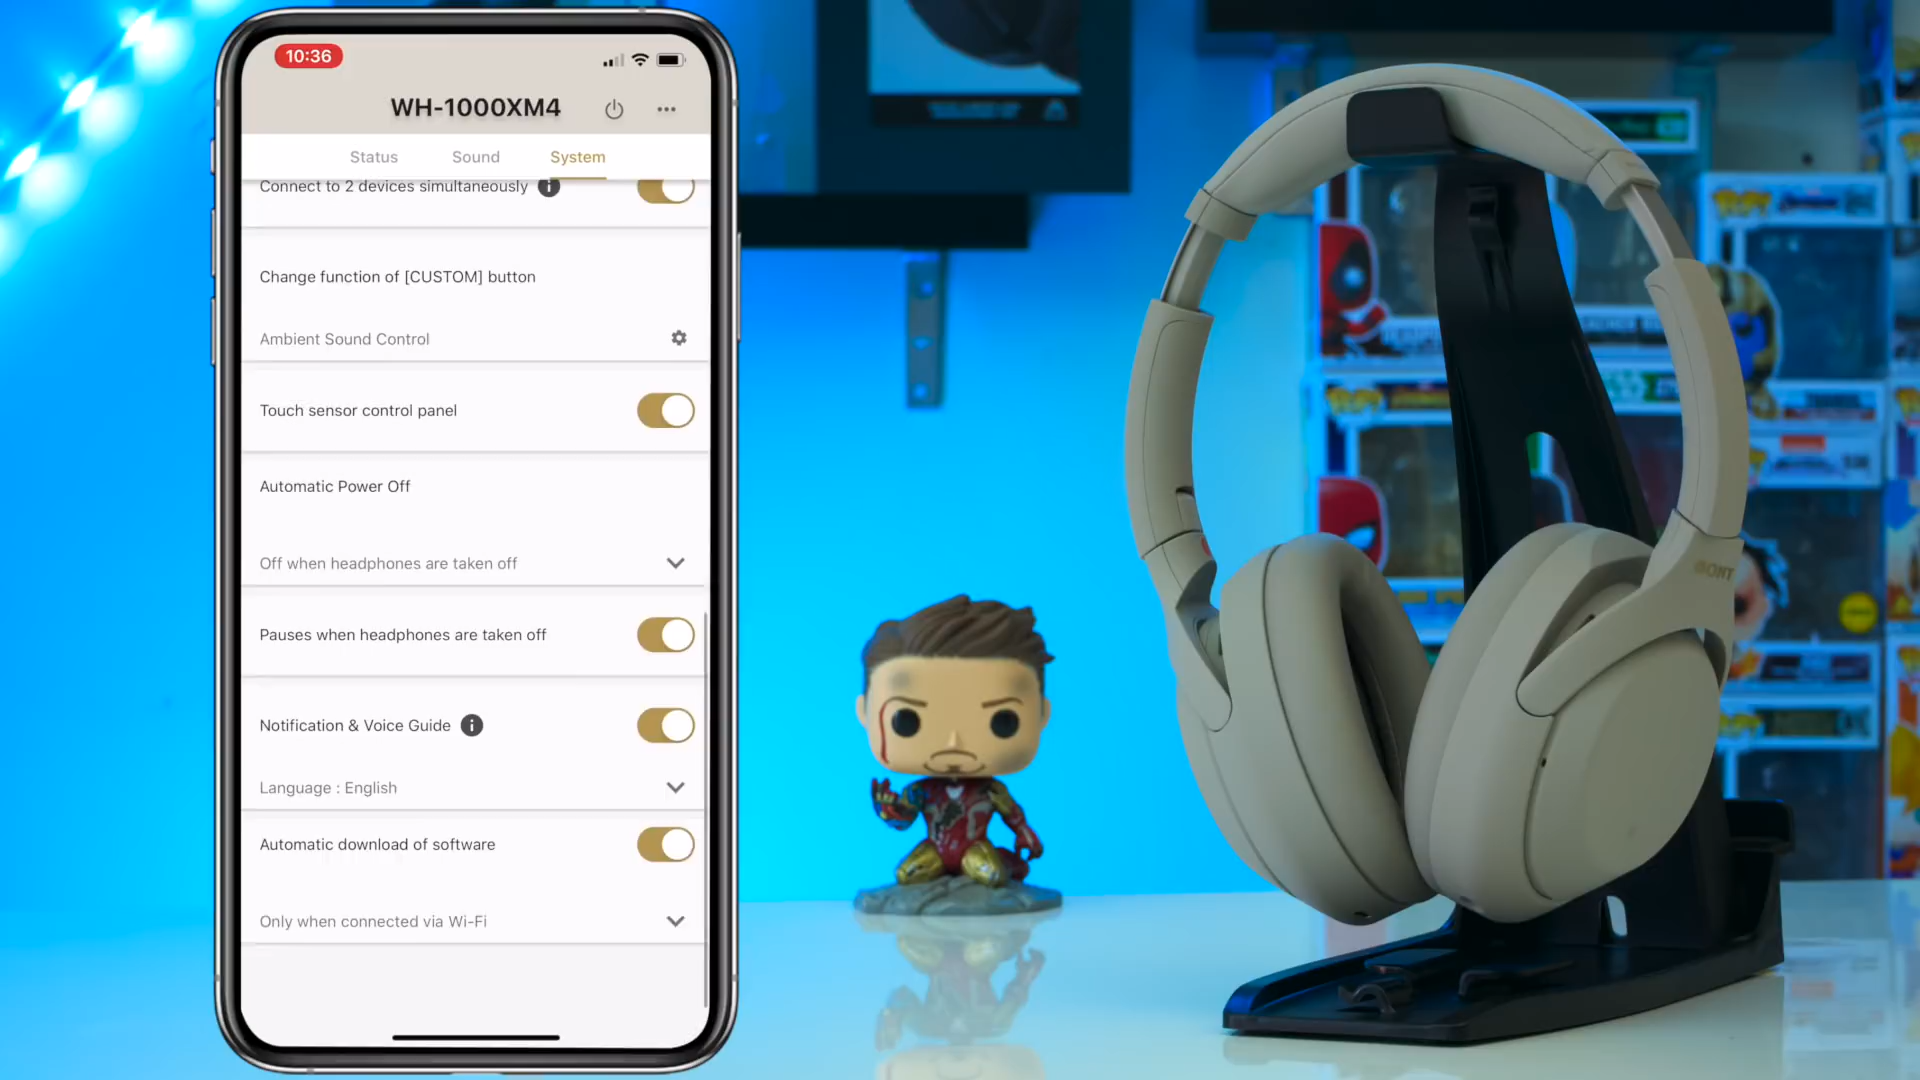 10:36
WH-1000XM4
Status Sound System
Connect to 2 devices simultaneously
Change function of [CUSTOM] button
Ambient Sound Control
Touch sensor control panel
Automatic Power Off
Off when headphones are taken off
Pauses when headphones are taken off
Notification & Voice Guide
Language : English
Automatic download of software
Only when connected via Wi-Fi
SONY